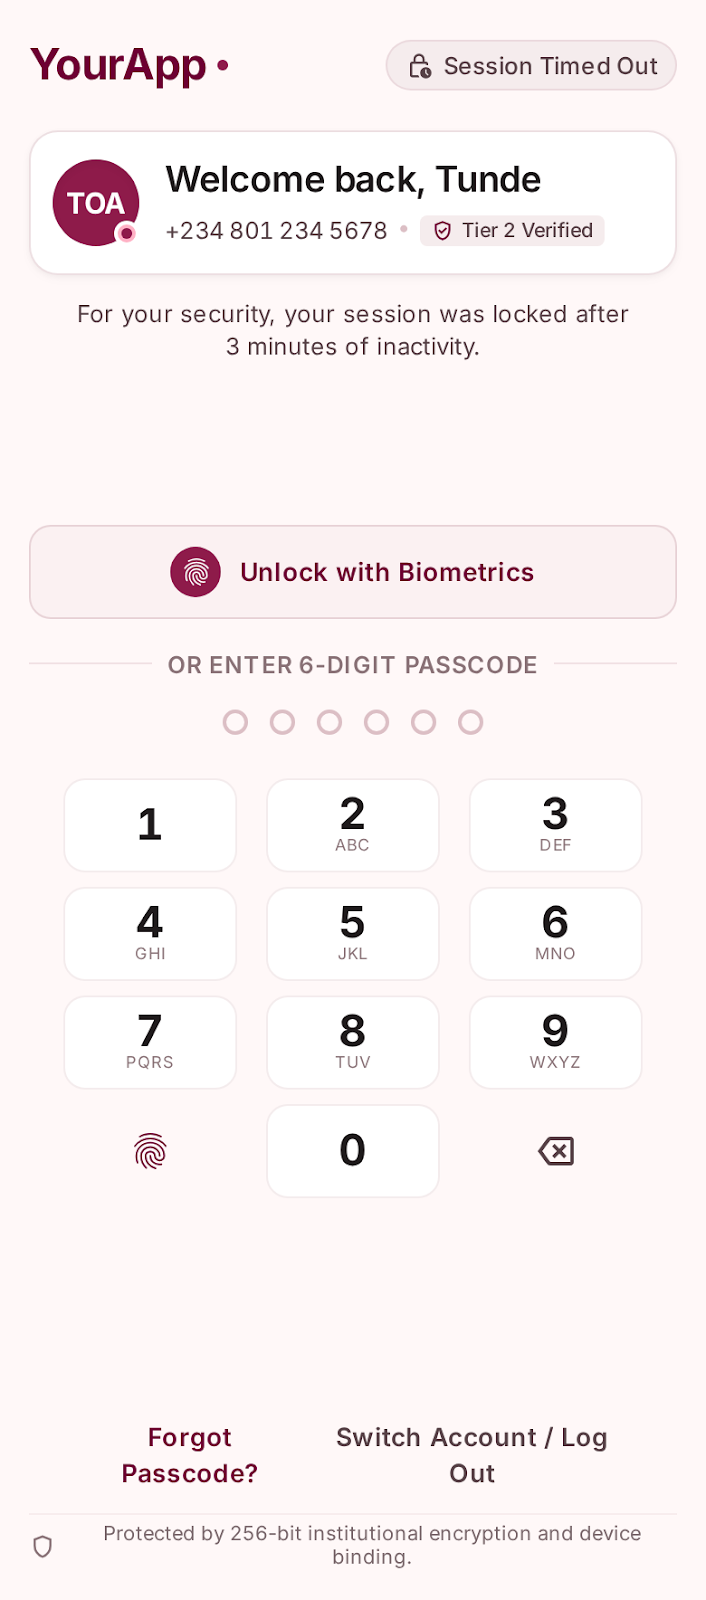 YourApp •
Session Timed Out
TOA
Welcome back, Tunde
+234 801 234 5678 • Tier 2 Verified
For your security, your session was locked after
3 minutes of inactivity.
Unlock with Biometrics
OR ENTER 6-DIGIT PASSCODE
1
2
ABC
3
DEF
4
GHI
5
JKL
6
MNO
7
PQRS
8
TUV
9
WXYZ
0
Forgot
Passcode?
Switch Account / Log
Out
Protected by 256-bit institutional encryption and device
binding.